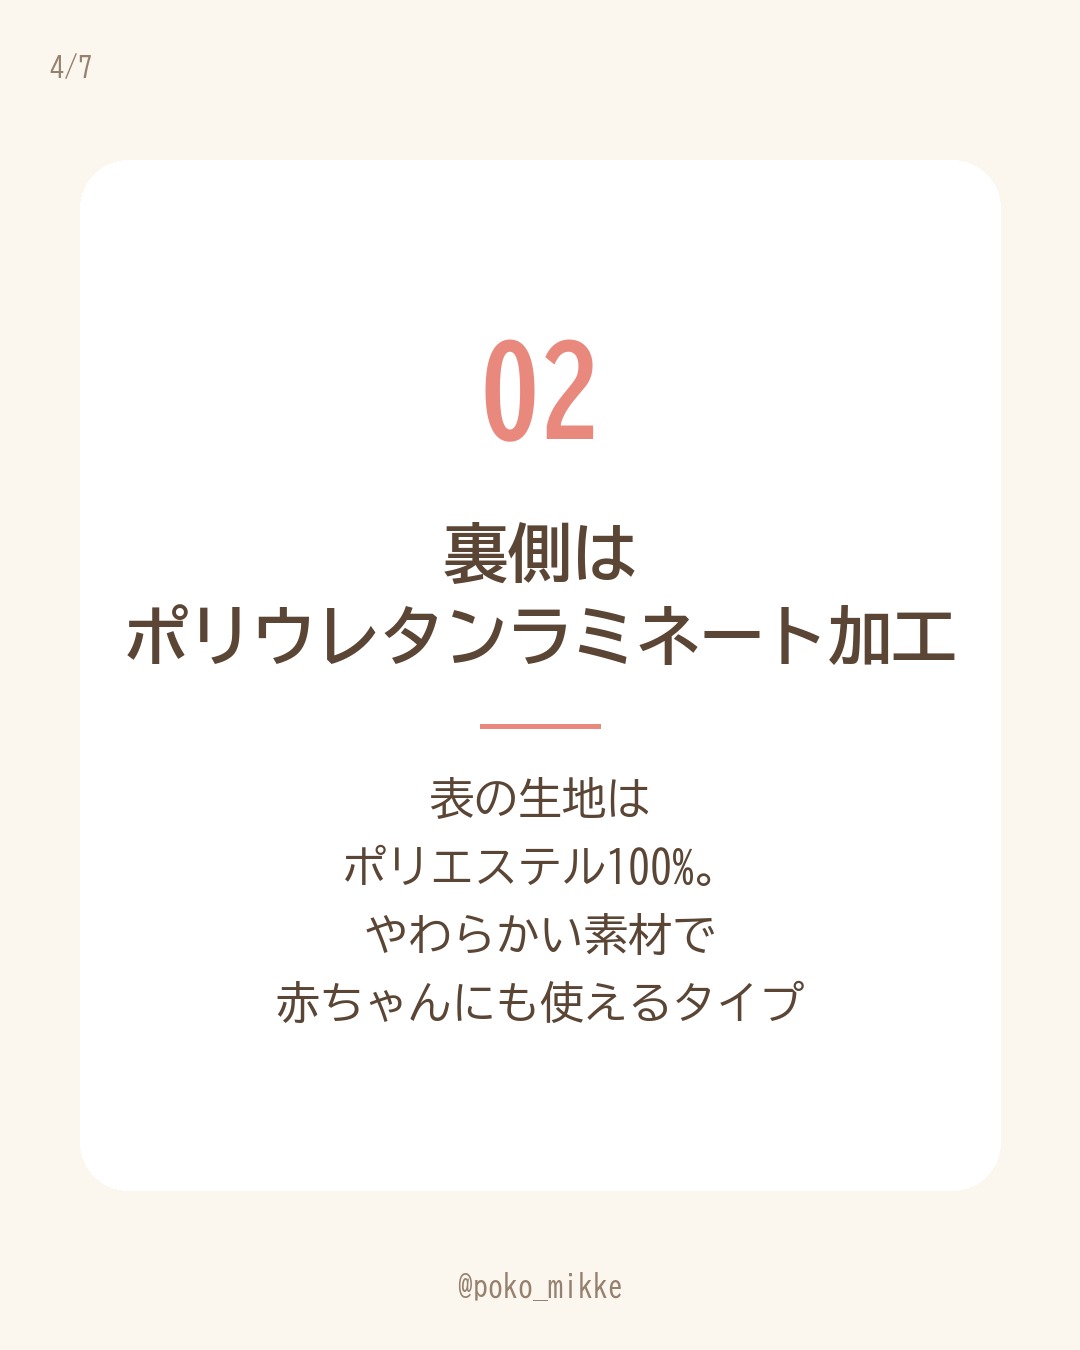 4/7
02
裏側は
ポリウレタンラミネート加工
表の生地は
ポリエステル100%。
やわらかい素材で
赤ちゃんにも使えるタイプ
@poko_mikke